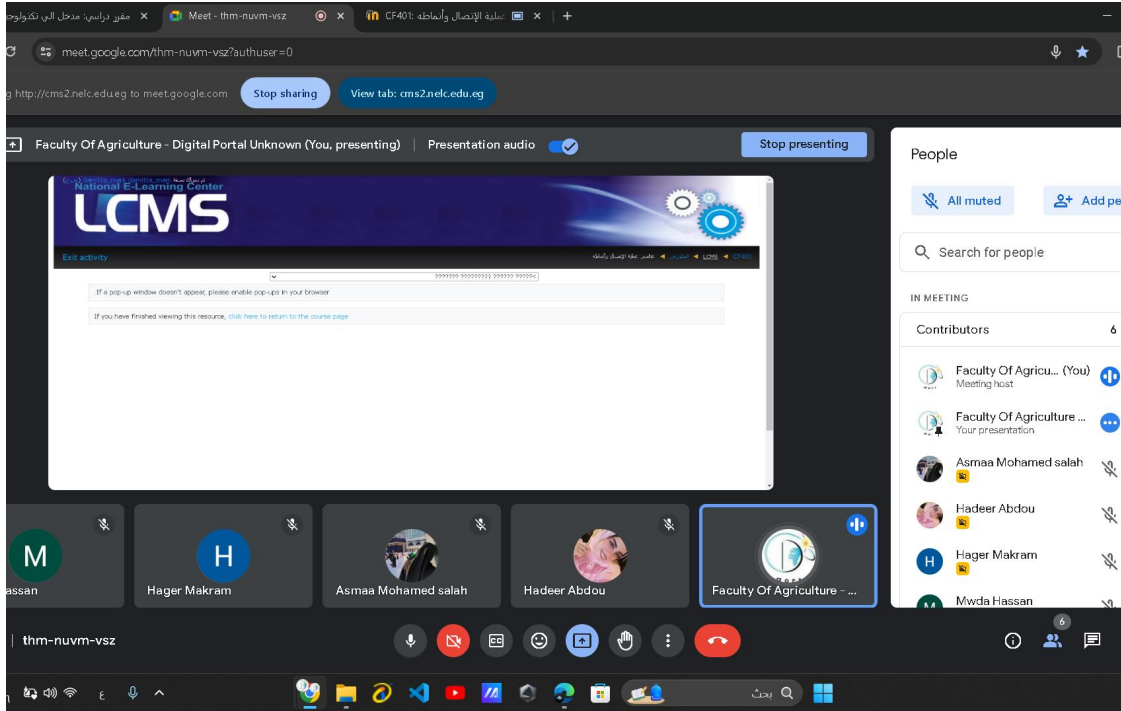 مقرر دراسي: مدخل الي تكنولوجي
Meet - thm-nuvm-vsz
CF401: عملية الإتصال وأنماطه
meet.google.com/thm-nuvm-vsz?authuser=0
g http://cms2.nelc.edu.eg to meet.google.com
Stop sharing
View tab: cms2.nelc.edu.eg
Faculty Of Agriculture - Digital Portal Unknown (You, presenting)
Presentation audio
Stop presenting
National E-Learning Center
LCMS
Exit activity
CF401 ◄ LCMS ◄
??????? ????????? ?????? ?????<
.If a pop-up window doesn't appear, please enable pop-ups in your browser
If you have finished viewing this resource, click here to return to the course page
People
All muted
Add pe
Search for people
IN MEETING
Contributors 6
Faculty Of Agricu... (You)
Meeting host
Faculty Of Agriculture ...
Your presentation
Asmaa Mohamed salah
Hadeer Abdou
H
Hager Makram
M
Mwda Hassan
M
assan
H
Hager Makram
Asmaa Mohamed salah
Hadeer Abdou
Faculty Of Agriculture - ...
thm-nuvm-vsz
6
ع
بحث